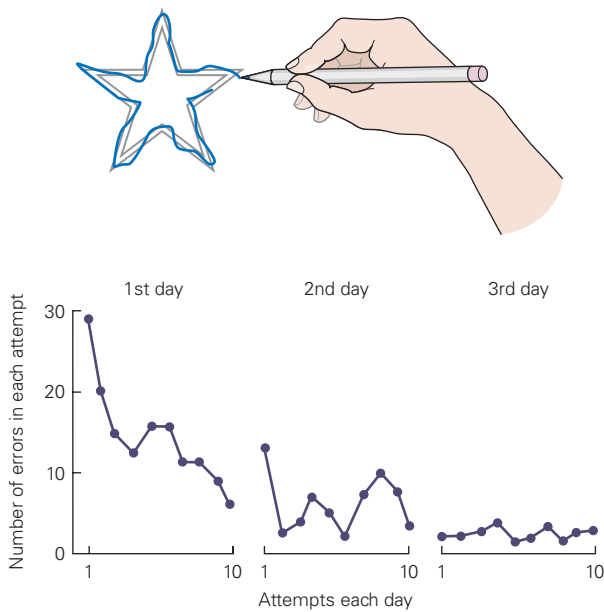 1st day
2nd day
3rd day
Number of errors in each attempt
30
20
10
0
1
10
1
10
1
10
Attempts each day